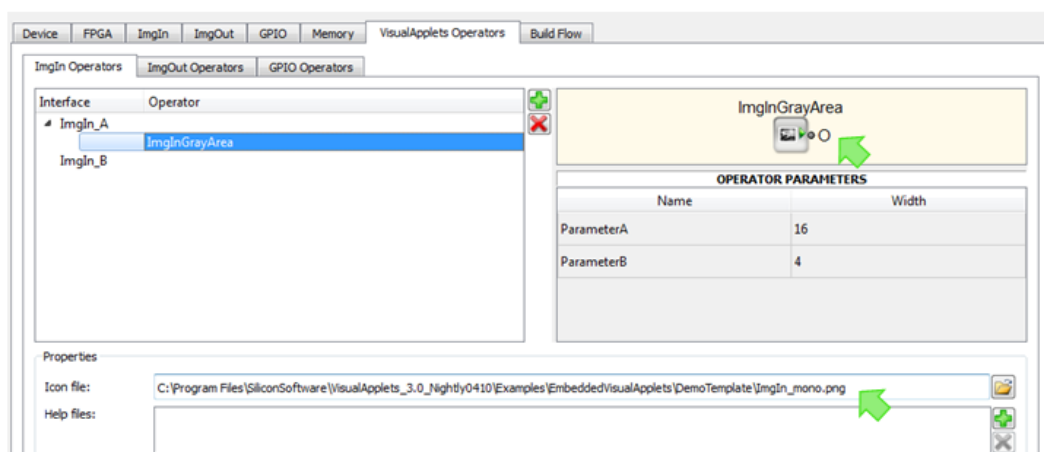 Device FPGA ImgIn ImgOut GPIO Memory VisualApplets Operators Build Flow
ImgIn Operators ImgOut Operators GPIO Operators
Interface Operator
ImgIn_A
ImgInGrayArea
ImgIn_B
ImgInGrayArea
O
OPERATOR PARAMETERS
Name Width
ParameterA 16
ParameterB 4
Properties
Icon file: C:\Program Files\SiliconSoftware\VisualApplets_3.0_Nightly0410\Examples\EmbeddedVisualApplets\DemoTemplate\ImgIn_mono.png
Help files: